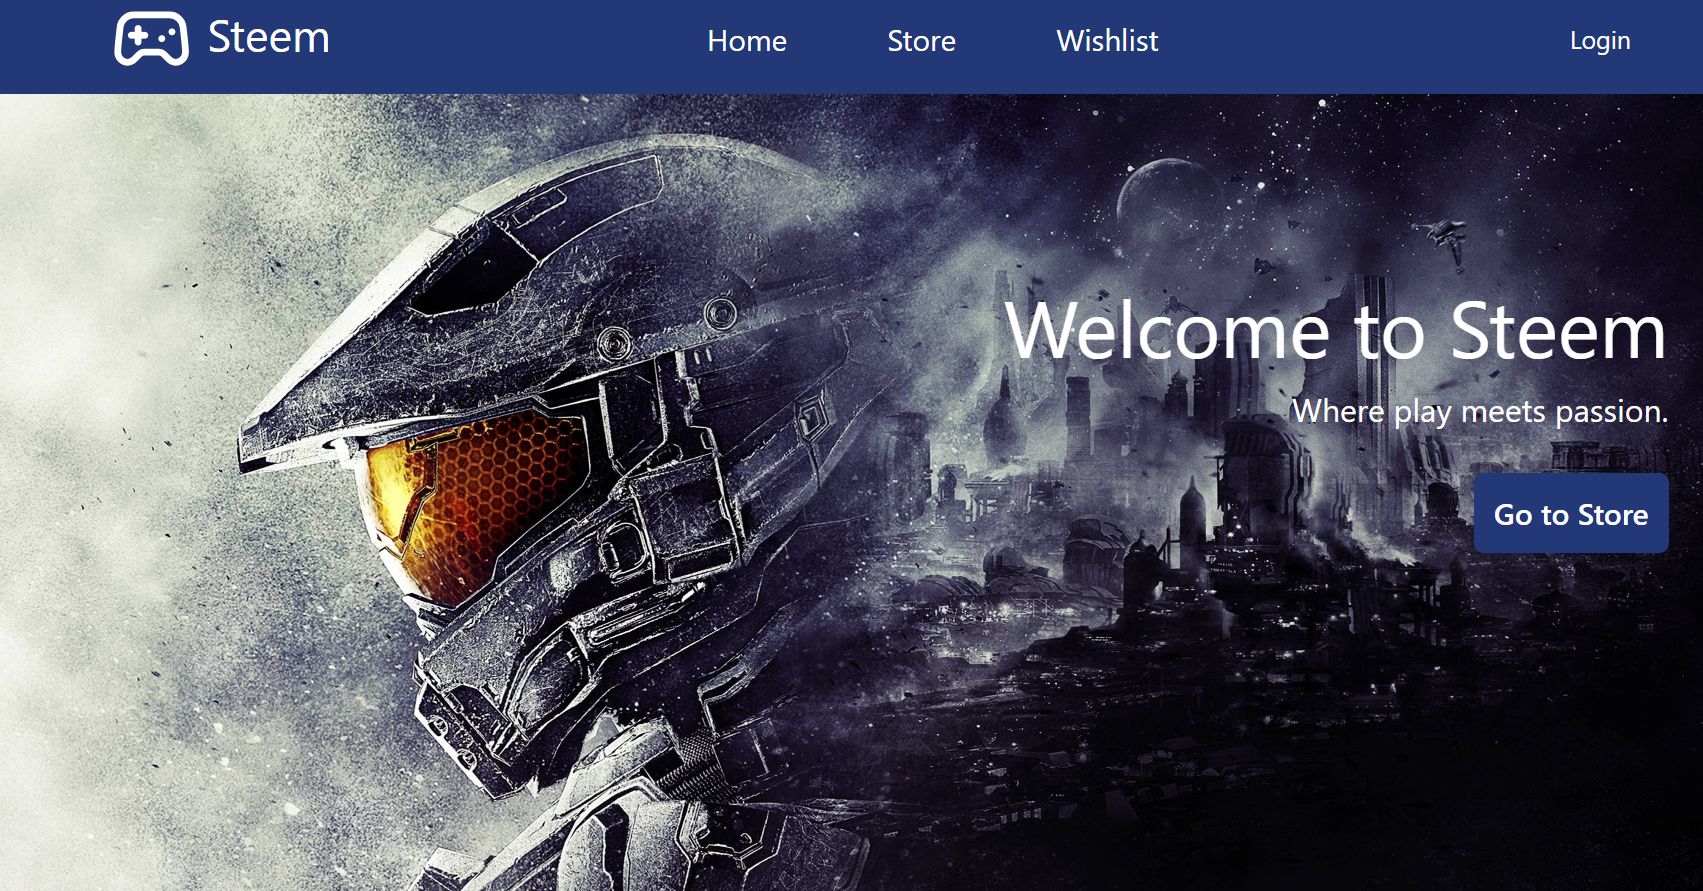 Steem
Home
Store
Wishlist
Login
Welcome to Steem
Where play meets passion.
Go to Store